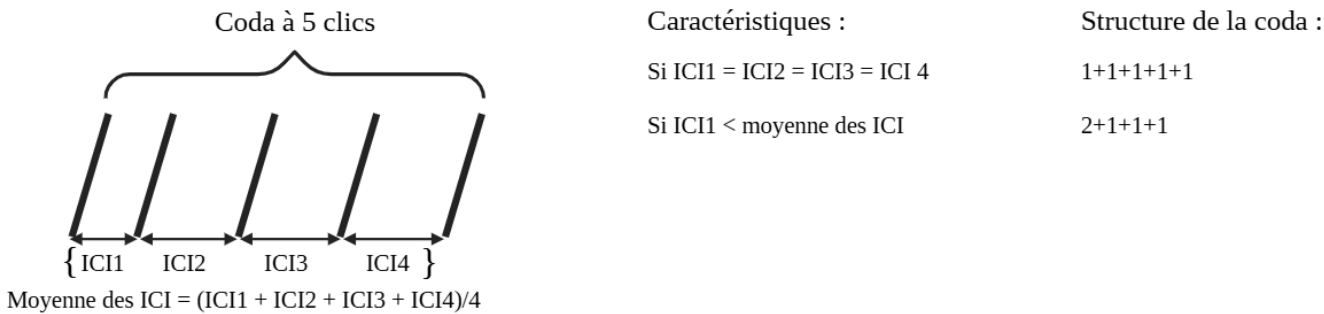 Coda à 5 clics
Caractéristiques :
Structure de la coda :
Si ICI1 = ICI2 = ICI3 = ICI 4
1+1+1+1+1
Si ICI1 < moyenne des ICI
2+1+1+1
{ ICI1 ICI2 ICI3 ICI4 }
Moyenne des ICI = (ICI1 + ICI2 + ICI3 + ICI4)/4